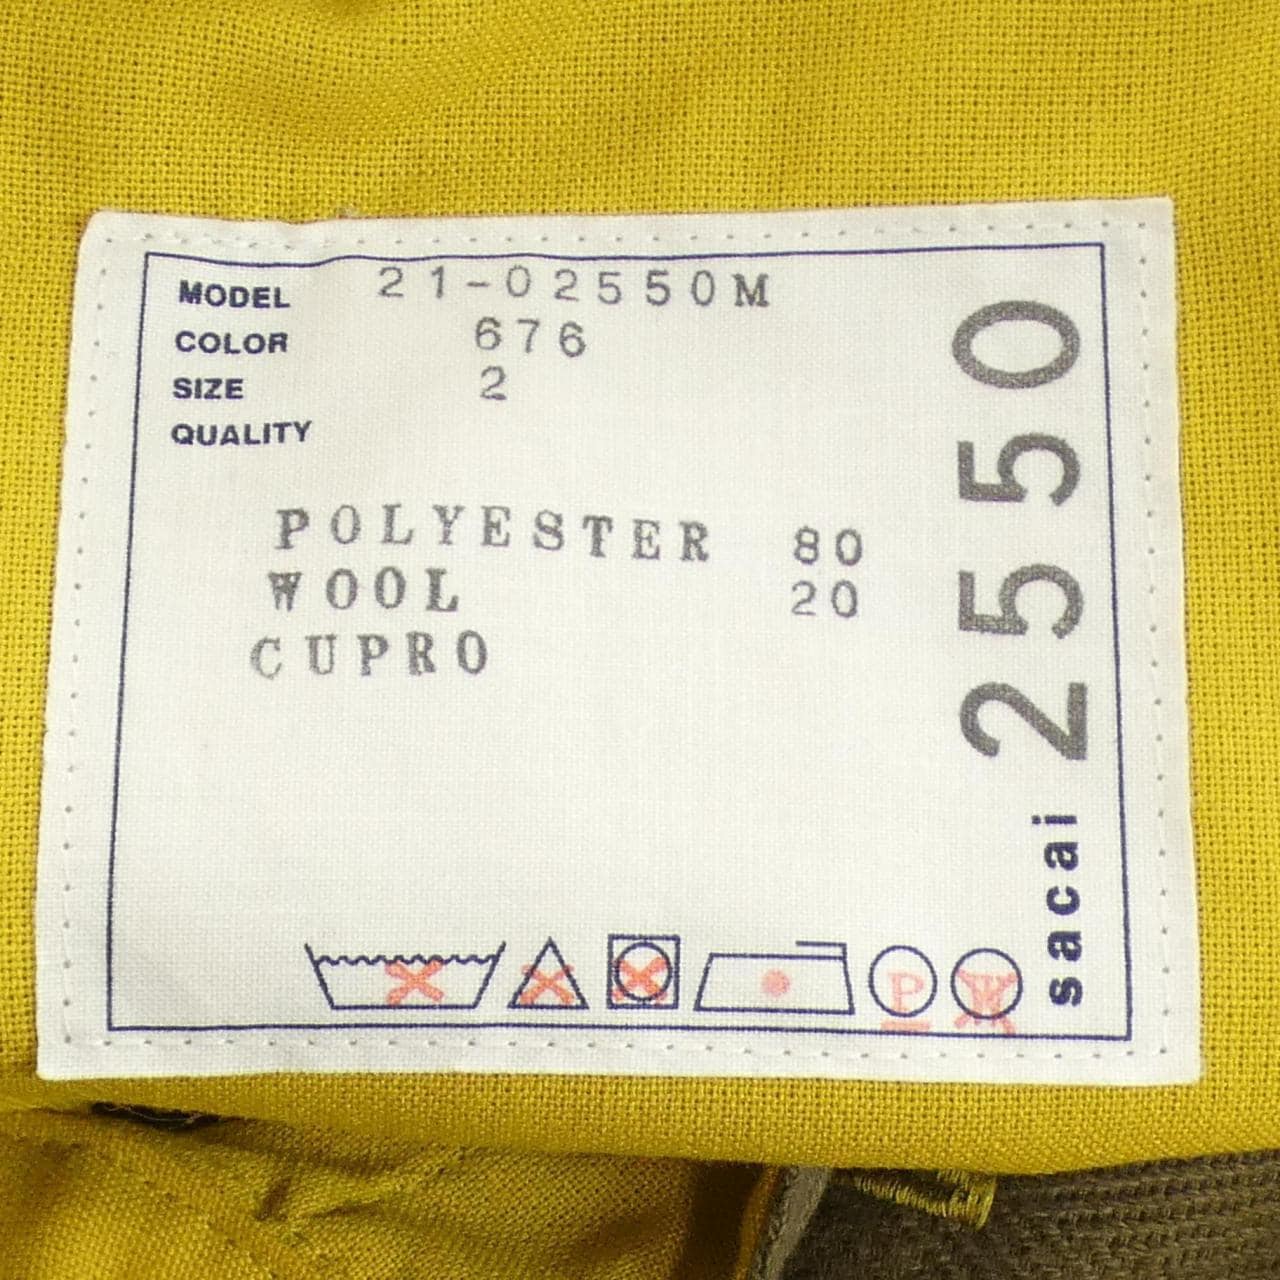 MODEL 21-02550M
COLOR 676
SIZE 2
QUALITY
POLYESTER 80
WOOL 20
CUPRO
sacai 2550
P
W